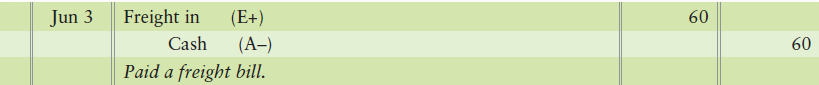 Jun 3 Freight in (E+) 60
Cash (A–) 60
Paid a freight bill.